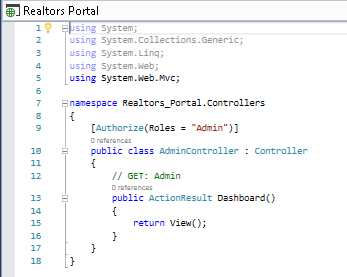 Realtors Portal
1 using System;
2 using System.Collections.Generic;
3 using System.Linq;
4 using System.Web;
5 using System.Web.Mvc;
6
7 namespace Realtors_Portal.Controllers
8 {
9 [Authorize(Roles = "Admin")]
0 references
10 public class AdminController : Controller
11 {
12 // GET: Admin
0 references
13 public ActionResult Dashboard()
14 {
15 return View();
16 }
17 }
18 }